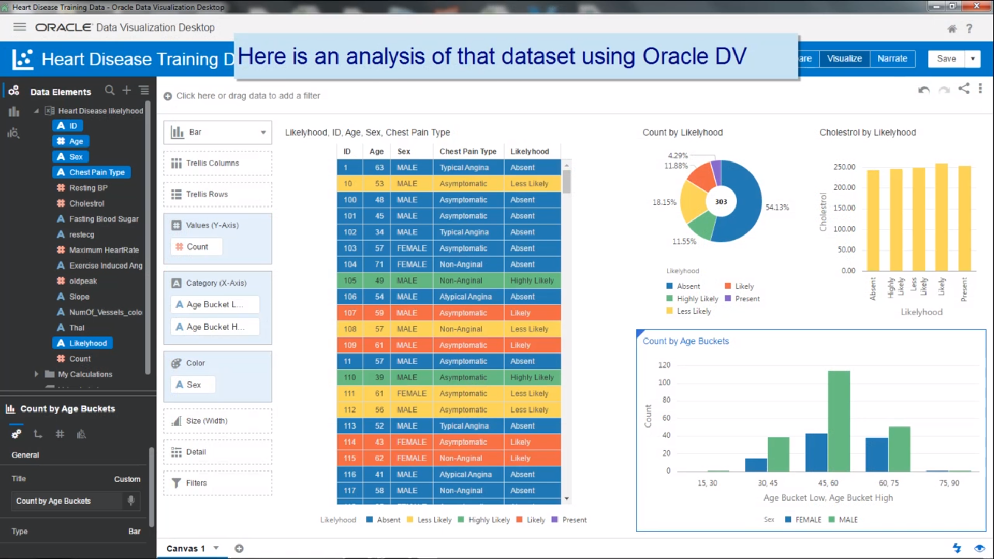 Heart Disease Training Data - Oracle Data Visualization Desktop
ORACLE Data Visualization Desktop
?
Heart Disease Training D
Here is an analysis of that dataset using Oracle DV
are Visualize Narrate Save
Data Elements
Heart Disease likelyhood
A ID
# Age
A Sex
A Chest Pain Type
# Resting BP
# Cholestrol
A Fasting Blood Sugar
A restecg
# Maximum HeartRate
A Exercise Induced Ang
# oldpeak
A Slope
A NumOf_Vessels_colo
A Thal
A Likelyhood
# Count
My Calculations
Count by Age Buckets
General
Title Custom
Count by Age Buckets
Type Bar
Click here or drag data to add a filter
Bar
Trellis Columns
Trellis Rows
# Values (Y-Axis)
# Count
A Category (X-Axis)
A Age Bucket L...
A Age Bucket H...
Color
A Sex
Size (Width)
Detail
Filters
Likelyhood, ID, Age, Sex, Chest Pain Type
ID Age Sex Chest Pain Type Likelyhood
1 63 MALE Typical Angina Absent
10 53 MALE Asymptomatic Less Likely
100 48 MALE Asymptomatic Absent
101 45 MALE Asymptomatic Absent
102 34 MALE Typical Angina Absent
103 57 FEMALE Asymptomatic Absent
104 71 FEMALE Non-Anginal Absent
105 49 MALE Non-Anginal Highly Likely
106 54 MALE Atypical Angina Absent
107 59 MALE Asymptomatic Likely
108 57 MALE Non-Anginal Less Likely
109 61 MALE Asymptomatic Likely
11 57 MALE Asymptomatic Absent
110 39 MALE Asymptomatic Highly Likely
111 61 FEMALE Asymptomatic Less Likely
112 56 MALE Asymptomatic Less Likely
113 52 MALE Typical Angina Absent
114 43 FEMALE Asymptomatic Likely
115 62 FEMALE Non-Anginal Likely
116 41 MALE Atypical Angina Absent
117 58 MALE Non-Anginal Absent
Likelyhood Absent Less Likely Highly Likely Likely Present
Count by Likelyhood
4.29%
11.88%
18.15%
303
54.13%
11.55%
Likelyhood
Absent Likely
Highly Likely Present
Less Likely
Cholestrol by Likelyhood
250.00
200.00
150.00
100.00
50.00
0.00
Cholestrol
Absent
Highly
Likely
Less
Likely
Likely
Present
Likelyhood
Count by Age Buckets
120
100
80
60
40
20
0
Count
15, 30 30, 45 45, 60 60, 75 75, 90
Age Bucket Low, Age Bucket High
Sex FEMALE MALE
Canvas 1